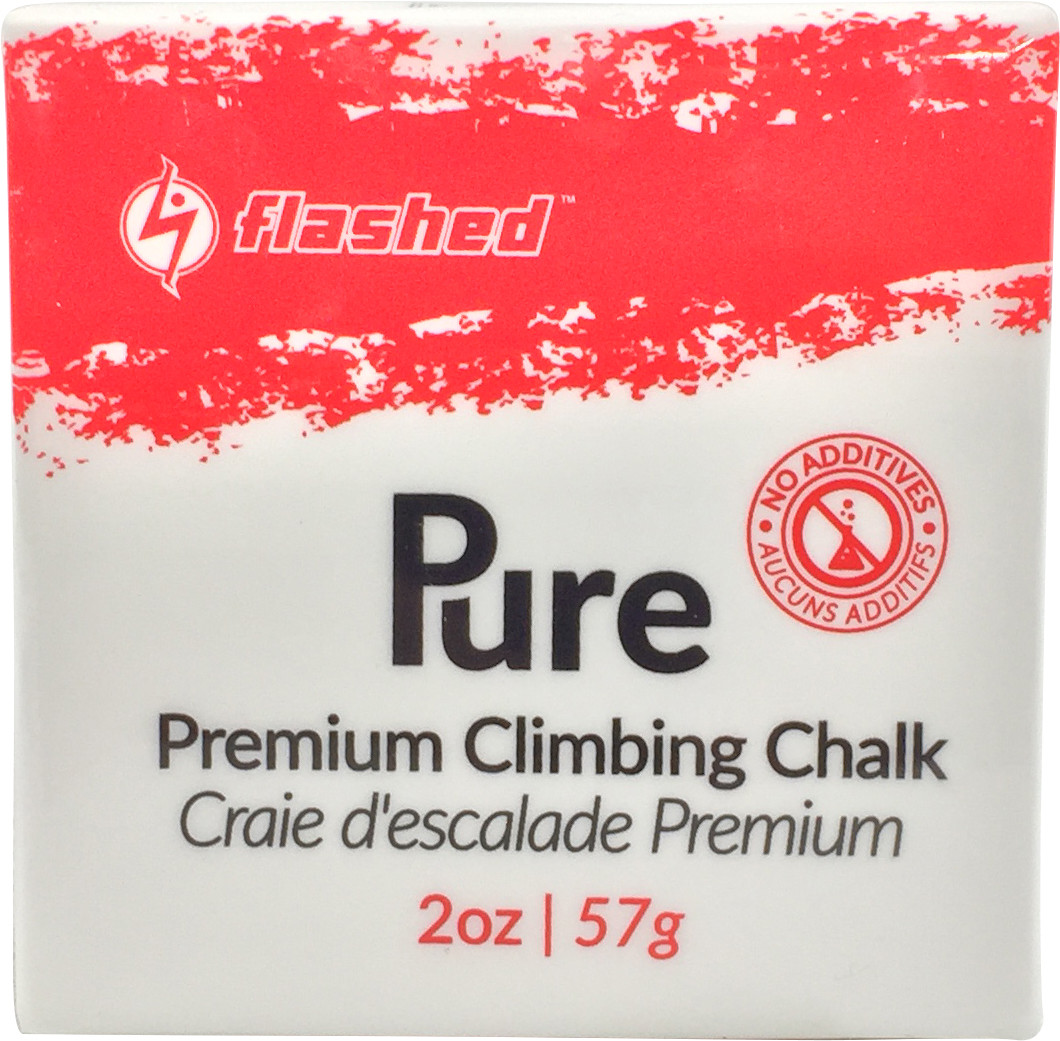 flashed™
NO ADDITIVES
AUCUNS ADDITIFS
Pure
Premium Climbing Chalk
Craie d'escalade Premium
2oz | 57g